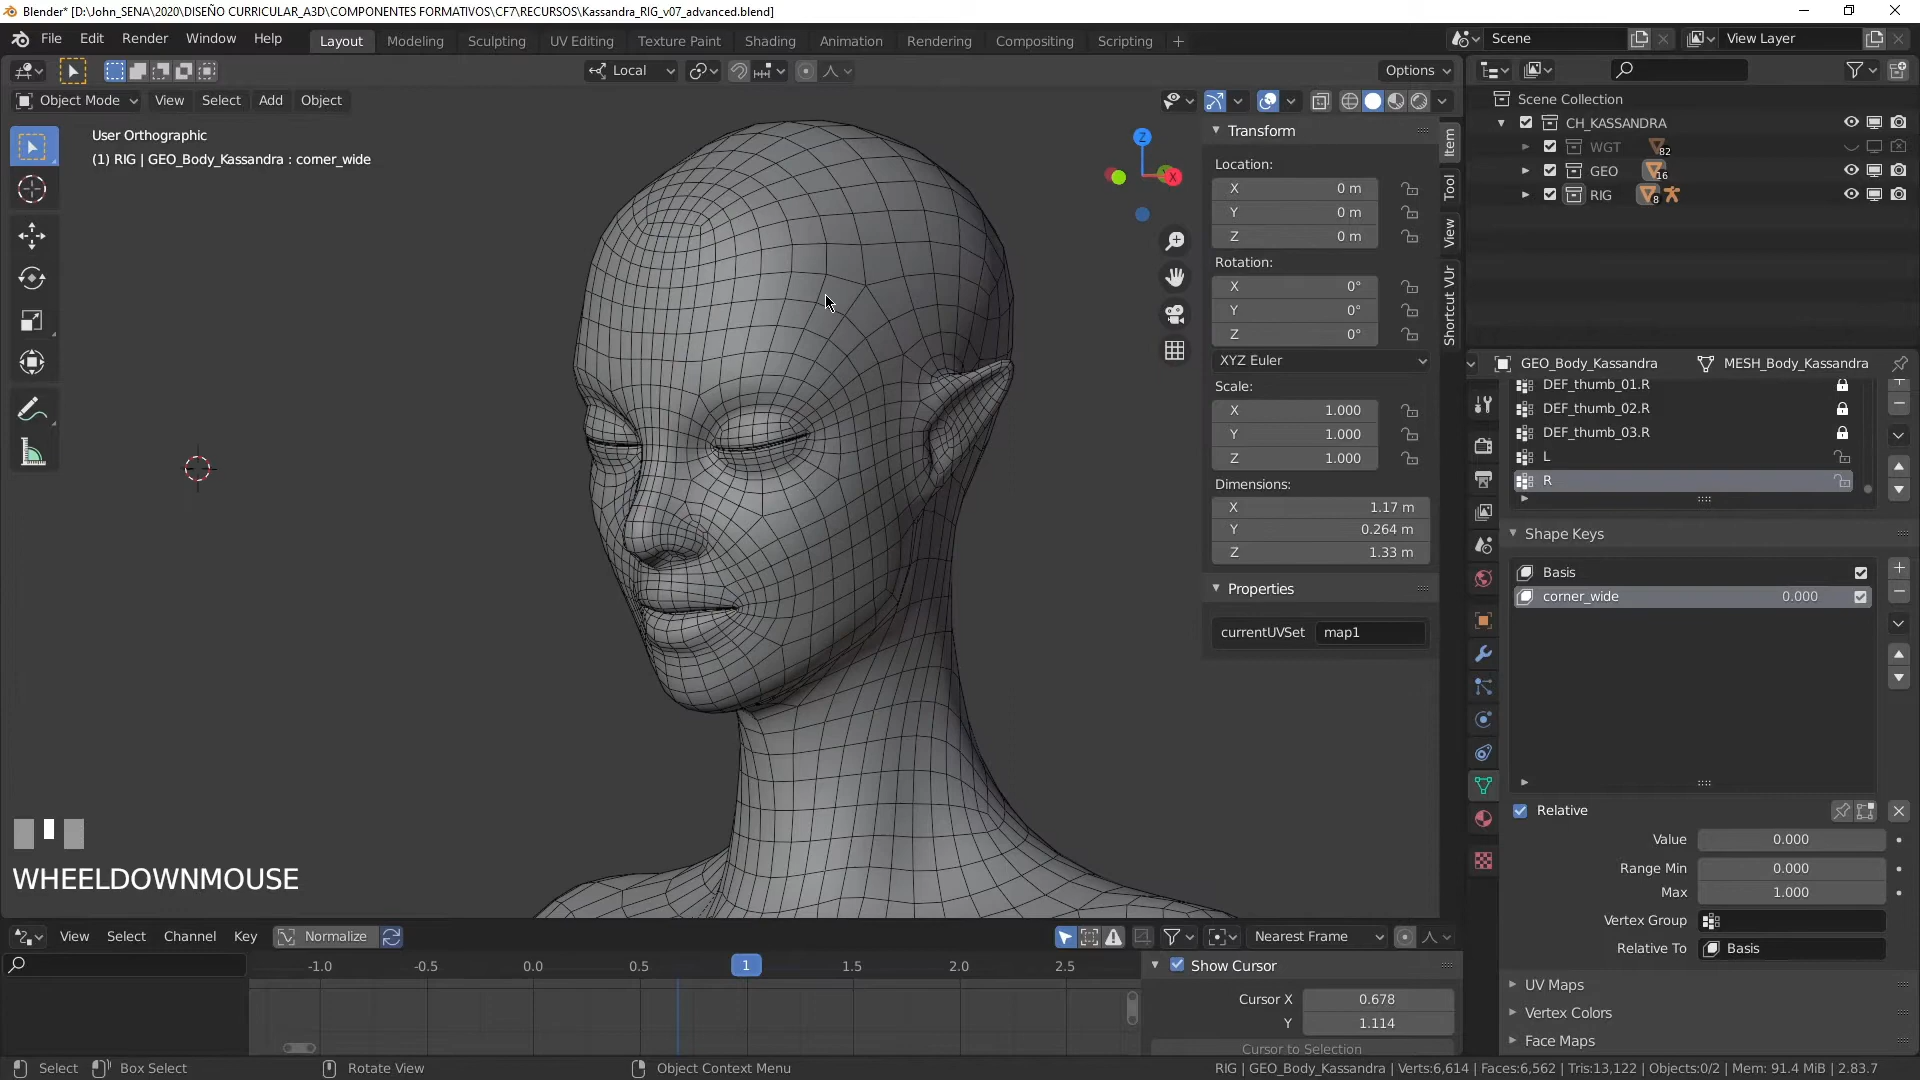 Blender* [D:\John_SENA\2020\DISEÑO CURRICULAR_A3D\COMPONENTES FORMATIVOS\CF7\RECURSOS\Kassandra_RIG_v07_advanced.blend]
File Edit Render Window Help Layout Modeling Sculpting UV Editing Texture Paint Shading Animation Rendering Compositing Scripting + Scene View Layer
Local Options
Object Mode View Select Add Object
User Orthographic
(1) RIG | GEO_Body_Kassandra : corner_wide
Z
X
Transform
Location:
X 0 m
Y 0 m
Z 0 m
Rotation:
X 0°
Y 0°
Z 0°
XYZ Euler
Scale:
X 1.000
Y 1.000
Z 1.000
Dimensions:
X 1.17 m
Y 0.264 m
Z 1.33 m
Properties
currentUVSet map1
Item
Tool
View
Shortcut VUr
Scene Collection
CH_KASSANDRA
WGT 82
GEO 16
RIG 8
GEO_Body_Kassandra MESH_Body_Kassandra
DEF_thumb_01.R
DEF_thumb_02.R
DEF_thumb_03.R
L
R
Shape Keys
Basis
corner_wide 0.000
Relative
Value 0.000
Range Min 0.000
Max 1.000
Vertex Group
Relative To Basis
UV Maps
Vertex Colors
Face Maps
WHEELDOWNMOUSE
View Select Channel Key Normalize Nearest Frame
-1.0 -0.5 0.0 0.5 1 1.5 2.0 2.5
Show Cursor
Cursor X 0.678
Y 1.114
Cursor to Selection
Select Box Select Rotate View Object Context Menu
RIG | GEO_Body_Kassandra | Verts:6,614 | Faces:6,562 | Tris:13,122 | Objects:0/2 | Mem: 91.4 MiB | 2.83.7